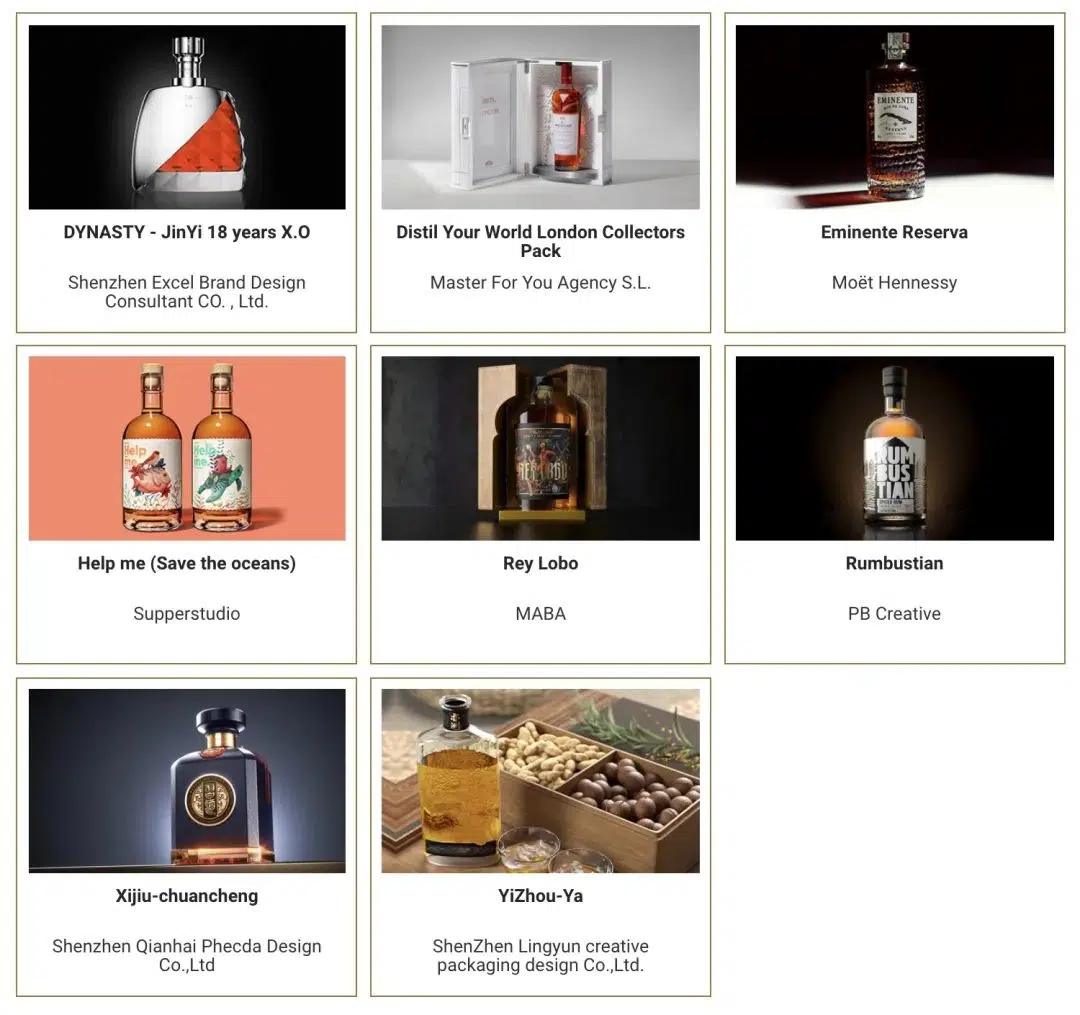 DYNASTY - JinYi 18 years X.O
Shenzhen Excel Brand Design
Consultant CO. , Ltd.
Distil Your World London Collectors
Pack
Master For You Agency S.L.
EMINENTE
RESERVA
Eminente Reserva
Moët Hennessy
Help
me.
Help
me.
Help me (Save the oceans)
Supperstudio
Rey Lobo
MABA
RUM
BUS
TIAN
SPICED RUM
Rumbustian
PB Creative
Xijiu-chuancheng
Shenzhen Qianhai Phecda Design
Co.,Ltd
YiZhou-Ya
ShenZhen Lingyun creative
packaging design Co.,Ltd.